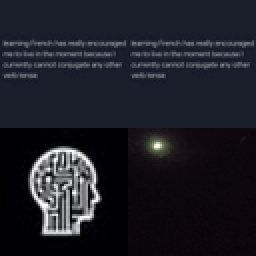 learning French has really encouraged
me to live in the moment because I
currently cannot conjugate any other
verb tense
learning French has really encouraged
me to live in the moment because I
currently cannot conjugate any other
verb tense